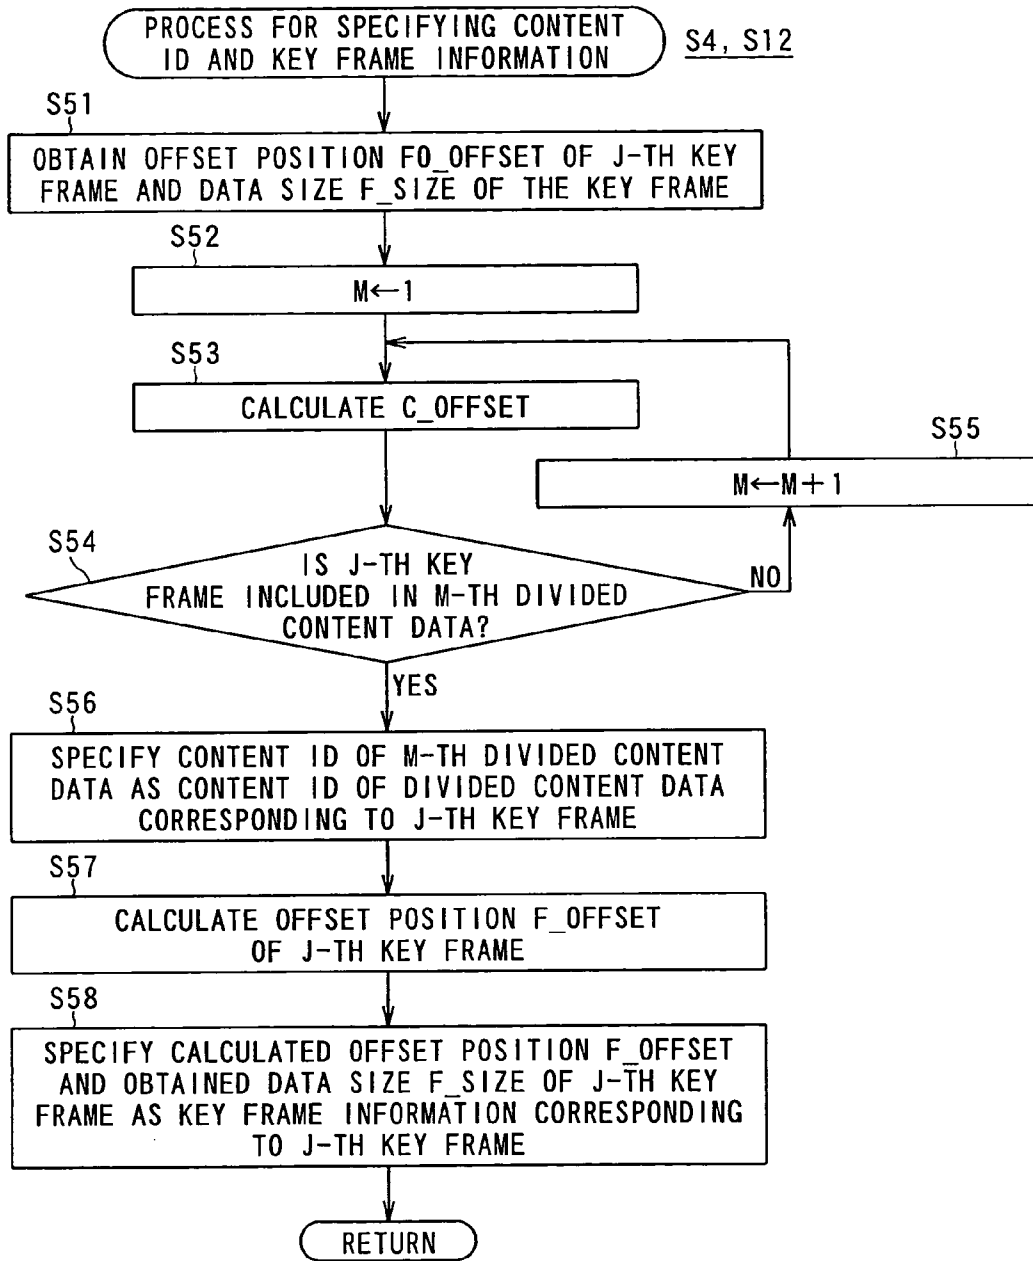 PROCESS FOR SPECIFYING CONTENT
ID AND KEY FRAME INFORMATION
S4, S12
S51
OBTAIN OFFSET POSITION FO_OFFSET OF J-TH KEY
FRAME AND DATA SIZE F_SIZE OF THE KEY FRAME
S52
M←1
S53
CALCULATE C_OFFSET
S55
M←M+1
S54
IS J-TH KEY
FRAME INCLUDED IN M-TH DIVIDED
CONTENT DATA?
NO
YES
S56
SPECIFY CONTENT ID OF M-TH DIVIDED CONTENT
DATA AS CONTENT ID OF DIVIDED CONTENT DATA
CORRESPONDING TO J-TH KEY FRAME
S57
CALCULATE OFFSET POSITION F_OFFSET
OF J-TH KEY FRAME
S58
SPECIFY CALCULATED OFFSET POSITION F_OFFSET
AND OBTAINED DATA SIZE F_SIZE OF J-TH KEY
FRAME AS KEY FRAME INFORMATION CORRESPONDING
TO J-TH KEY FRAME
RETURN